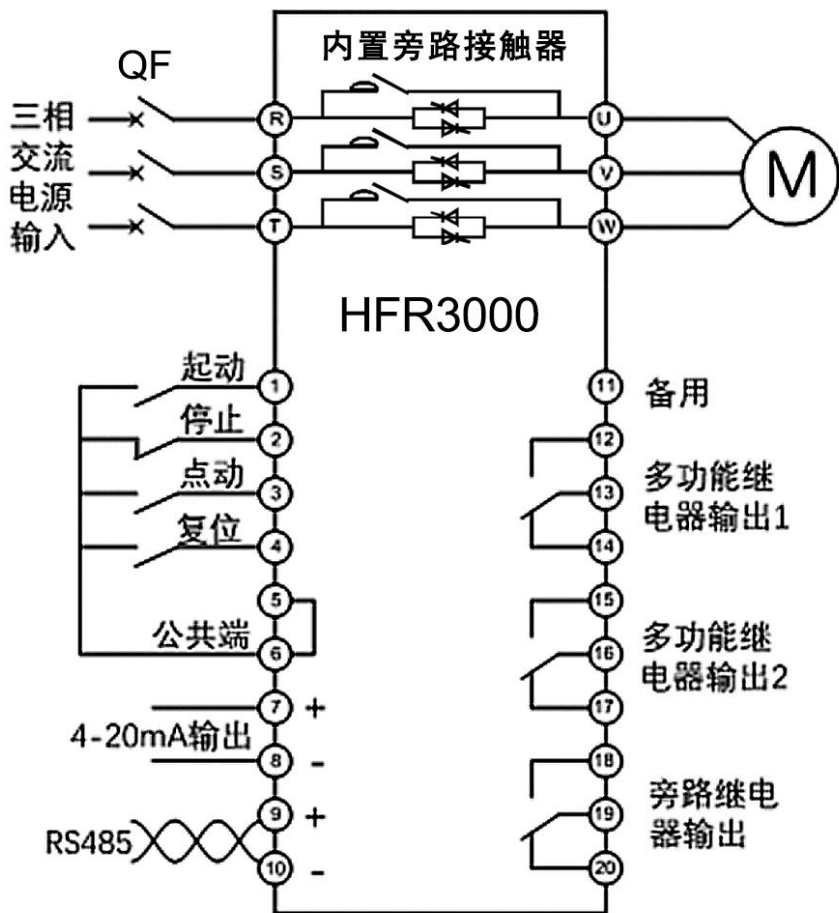 内置旁路接触器
QF
三相
交流
电源
输入
R
S
T
U
V
W
M
HFR3000
起动
1
停止
2
点动
3
复位
4
5
公共端
6
7
+
4-20mA输出
8
-
9
+
RS485
10
-
11
备用
12
13
14
多功能继
电器输出1
15
16
17
多功能继
电器输出2
18
19
20
旁路继电
器输出